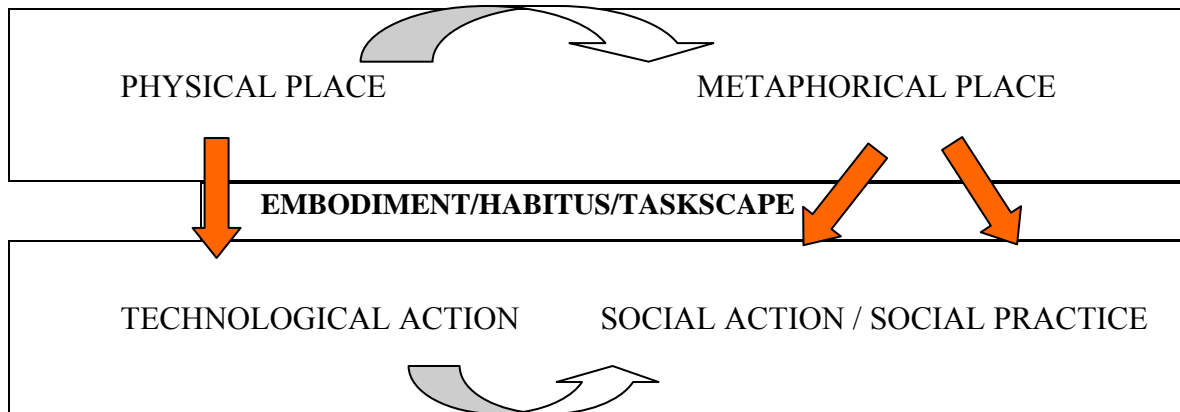 PHYSICAL PLACE METAPHORICAL PLACE
EMBODIMENT/HABITUS/TASKSCAPE
TECHNOLOGICAL ACTION SOCIAL ACTION / SOCIAL PRACTICE